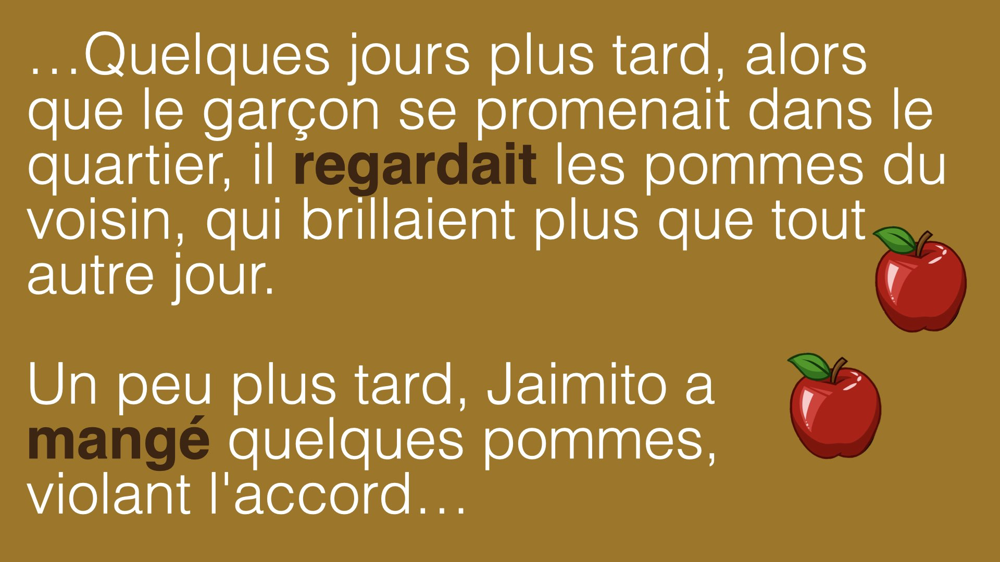 …Quelques jours plus tard, alors
que le garçon se promenait dans le
quartier, il regardait les pommes du
voisin, qui brillaient plus que tout
autre jour.
Un peu plus tard, Jaimito a
mangé quelques pommes,
violant l'accord…